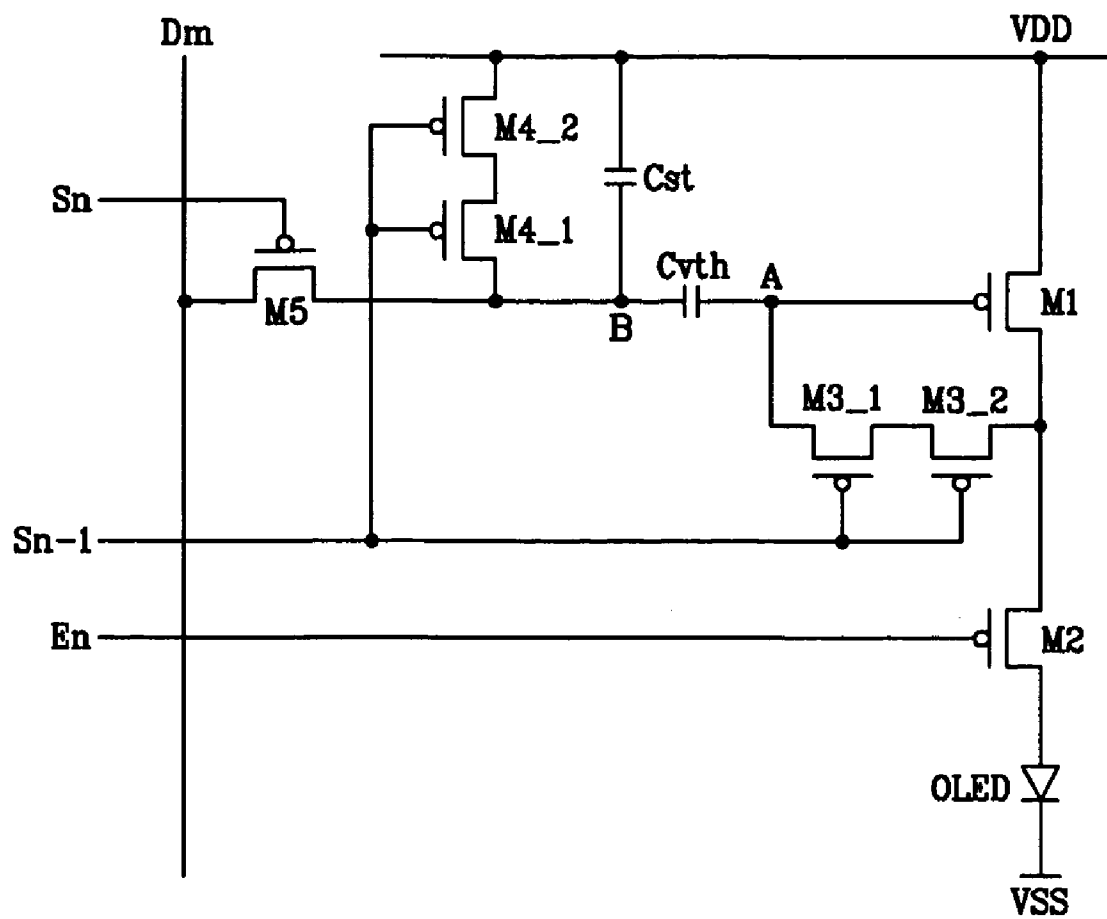 Dm
VDD
M4_2
Cst
Sn
M4_1
Cvth
A
M5
B
M1
M3_1
M3_2
Sn-1
En
M2
OLED
VSS